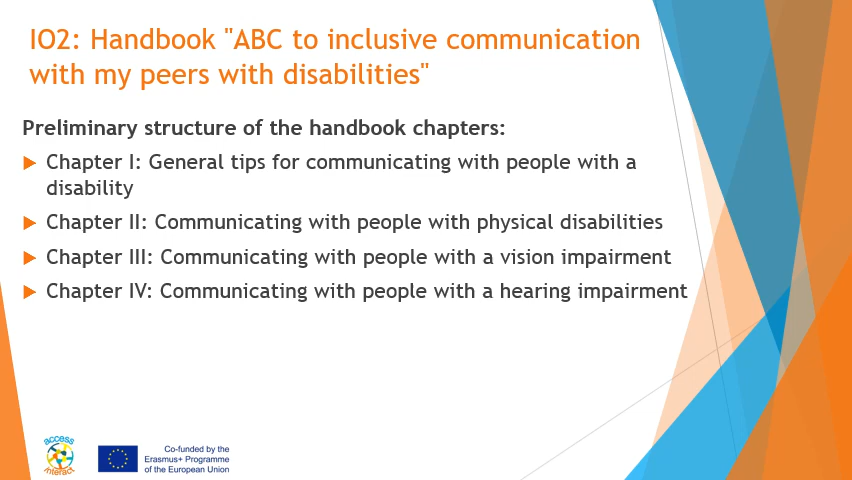 IO2: Handbook "ABC to inclusive communication
with my peers with disabilities"
Preliminary structure of the handbook chapters:
Chapter I: General tips for communicating with people with a
disability
Chapter II: Communicating with people with physical disabilities
Chapter III: Communicating with people with a vision impairment
Chapter IV: Communicating with people with a hearing impairment
access
interact
Co-funded by the
Erasmus+ Programme
of the European Union